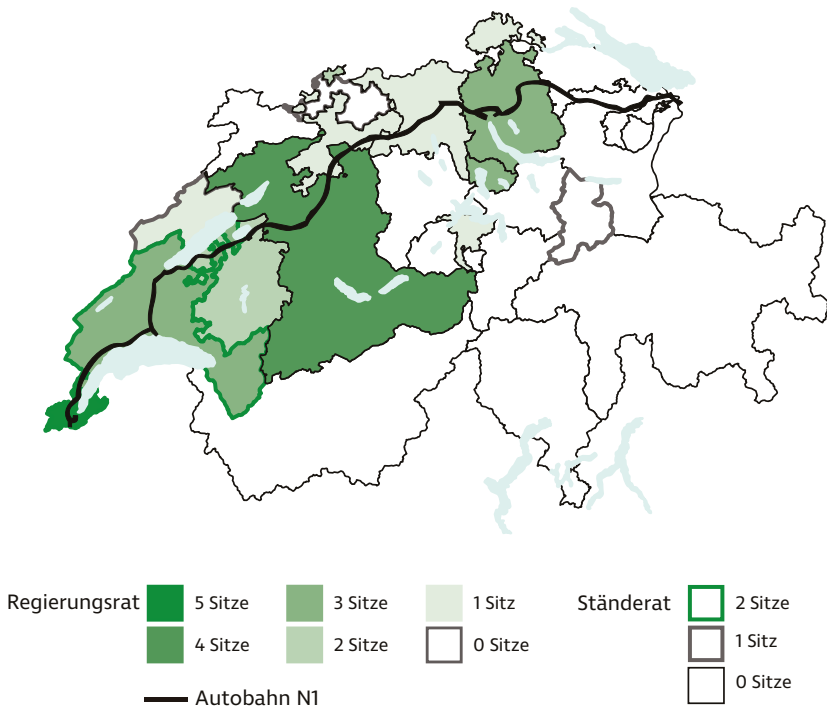 Regierungsrat 5 Sitze 3 Sitze 1 Sitz Ständerat 2 Sitze
4 Sitze 2 Sitze 0 Sitze 1 Sitz
0 Sitze
Autobahn N1